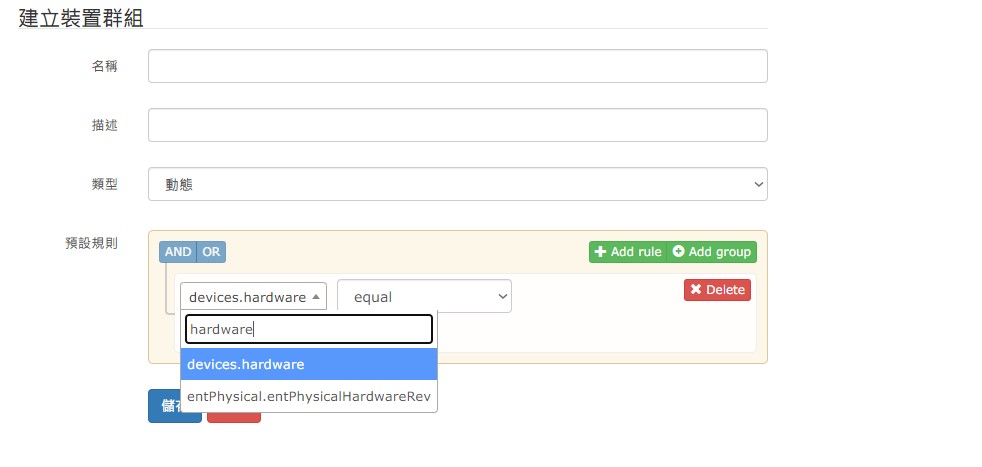 建立裝置群組
名稱
描述
類型
動態
預設規則
AND OR
Add rule Add group
devices.hardware equal Delete
hardware
devices.hardware
entPhysical.entPhysicalHardwareRev
儲